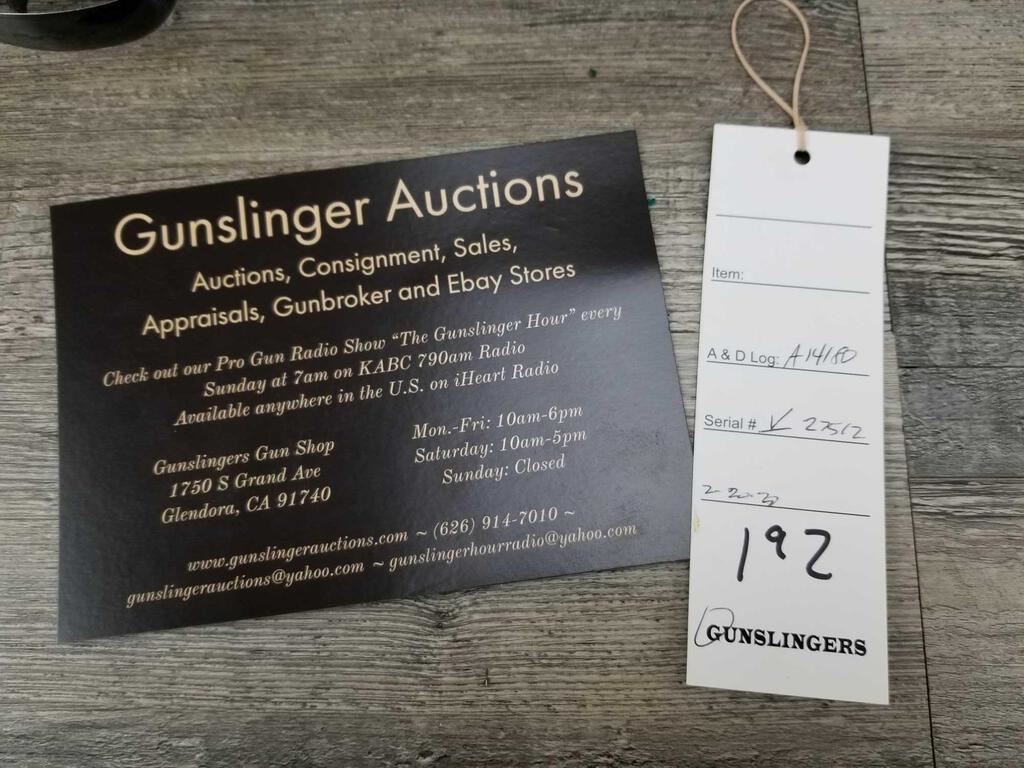 Gunslinger Auctions
Auctions, Consignment, Sales,
Appraisals, Gunbroker and Ebay Stores
Check out our Pro Gun Radio Show "The Gunslinger Hour" every
Sunday at 7am on KABC 790am Radio
Available anywhere in the U.S. on iHeart Radio
Gunslingers Gun Shop
1750 S Grand Ave
Glendora, CA 91740
Mon.-Fri: 10am-6pm
Saturday: 10am-5pm
Sunday: Closed
www.gunslingerauctions.com ~ (626) 914-7010 ~
gunslingerauctions@yahoo.com ~ gunslingerhourradio@yahoo.com
Item:
A & D Log: A14180
Serial # V 27512
192
GUNSLINGERS